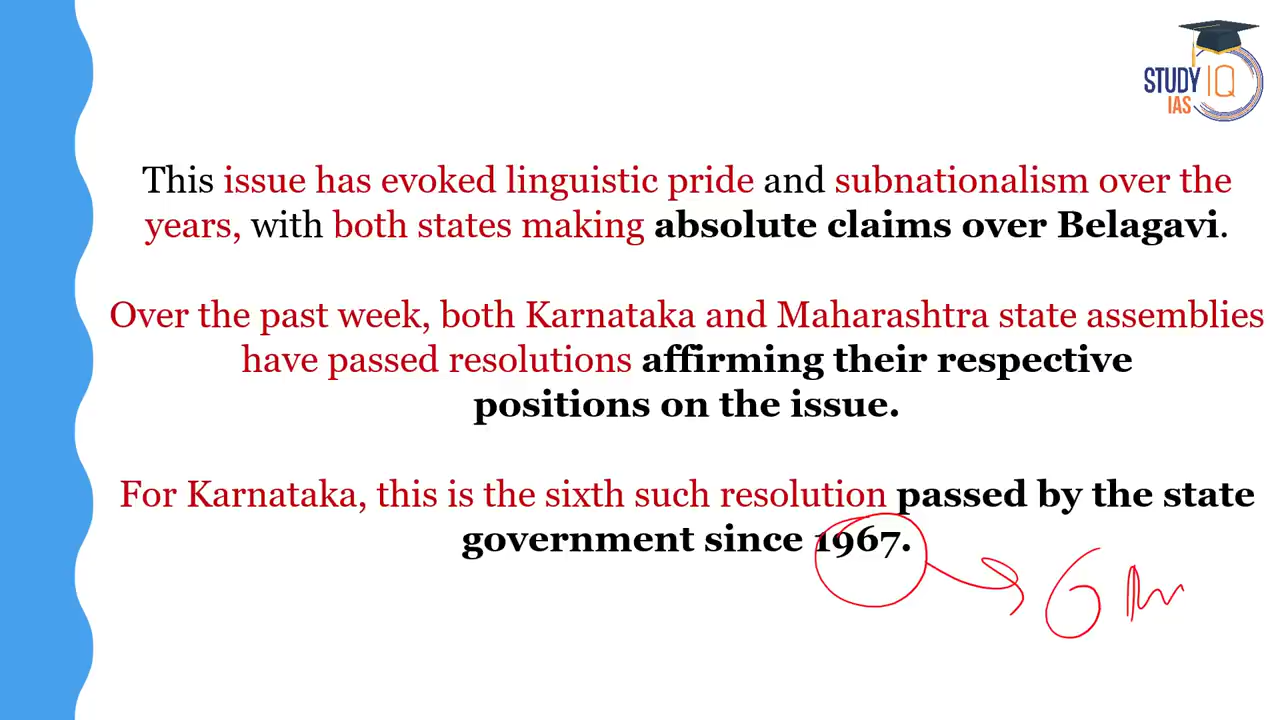 STUDY IQ
IAS
This issue has evoked linguistic pride and subnationalism over the
years, with both states making absolute claims over Belagavi.
Over the past week, both Karnataka and Maharashtra state assemblies
have passed resolutions affirming their respective
positions on the issue.
For Karnataka, this is the sixth such resolution passed by the state
government since 1967.
6